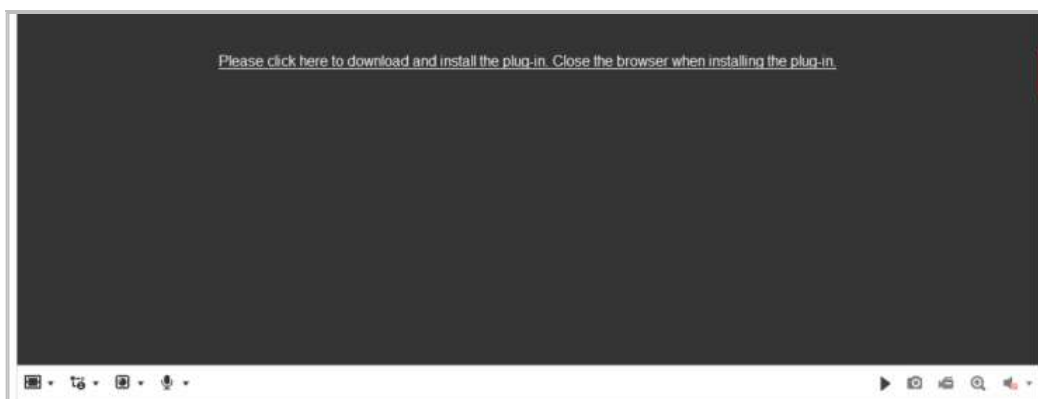 Please click here to download and install the plug-in. Close the browser when installing the plug-in.